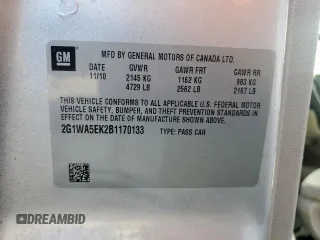 GM MFD BY GENERAL MOTORS OF CANADA LTD.
DATE GVWR GAWR FRT GAWR RR
11/10 2145 KG 1162 KG 983 KG
4729 LB 2562 LB 2167 LB
THIS VEHICLE CONFORMS TO ALL APPLICABLE U.S. FEDERAL MOTOR
VEHICLE SAFETY, BUMPER, AND THEFT PREVENTION STANDARDS
IN EFFECT ON THE DATE OF MANUFACTURE SHOWN ABOVE.
2G1WA5EK2B1170133 TYPE: PASS CAR
DREAMBID